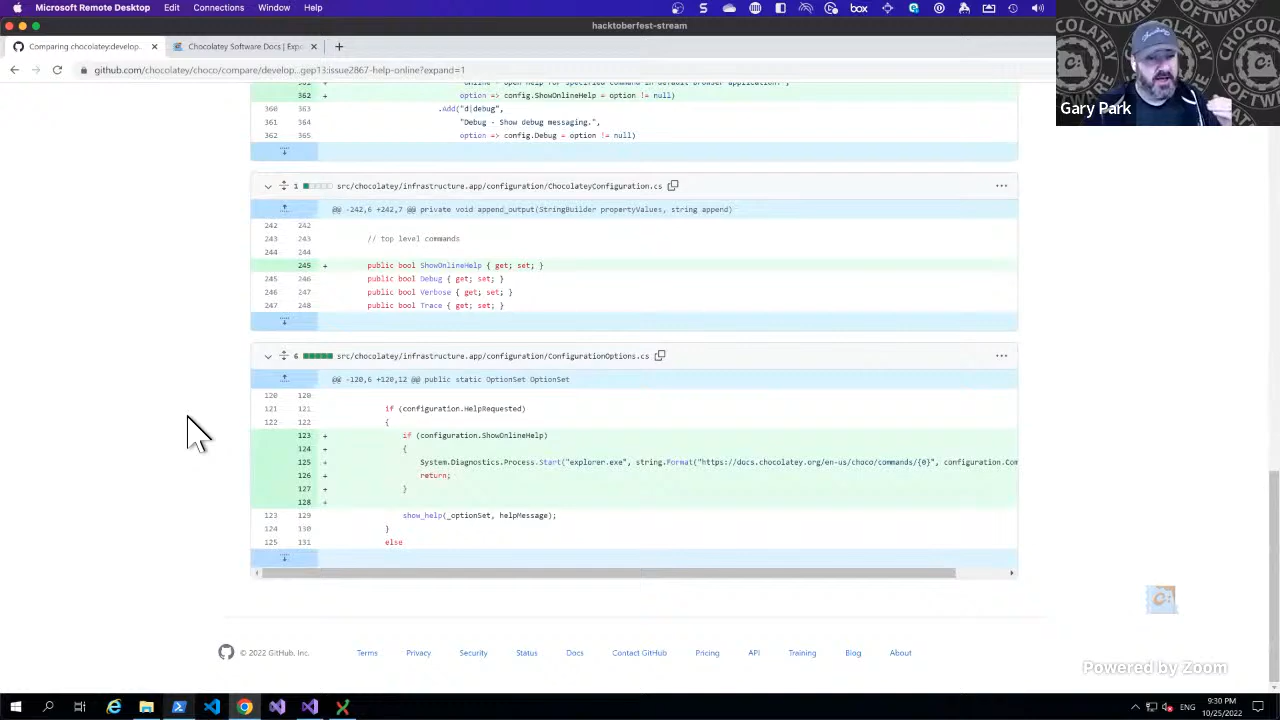 Microsoft Remote Desktop Edit Connections Window Help
box
hacktoberfest-stream
Comparing chocolatey:develop..
Chocolatey Software Docs | Expo
github.com/chocolatey/choco/compare/develop...gep13:issue2867-help-online?expand=1
Gary Park
362 + option => config.ShowOnlineHelp = option != null)
360 363 .Add("d|debug",
361 364 "Debug - Show debug messaging.",
362 365 option => config.Debug = option != null)
1 src/chocolatey/infrastructure.app/configuration/ChocolateyConfiguration.cs
@@ -242,6 +242,7 @@ private void append_output(StringBuilder propertyValues, string append)
242 242
243 243 // top level commands
244 244
245 + public bool ShowOnlineHelp { get; set; }
245 246 public bool Debug { get; set; }
246 247 public bool Verbose { get; set; }
247 248 public bool Trace { get; set; }
6 src/chocolatey/infrastructure.app/configuration/ConfigurationOptions.cs
@@ -120,6 +120,12 @@ public static OptionSet OptionSet
120 120
121 121 if (configuration.HelpRequested)
122 122 {
123 + if (configuration.ShowOnlineHelp)
124 + {
125 + System.Diagnostics.Process.Start("explorer.exe", string.Format("https://docs.chocolatey.org/en-us/choco/commands/{0}", configuration.Com
126 + return;
127 + }
128 +
123 129 show_help(_optionSet, helpMessage);
124 130 }
125 131 else
© 2022 GitHub, Inc. Terms Privacy Security Status Docs Contact GitHub Pricing API Training Blog About
Powered by Zoom
ENG
9:30 PM
10/25/2022